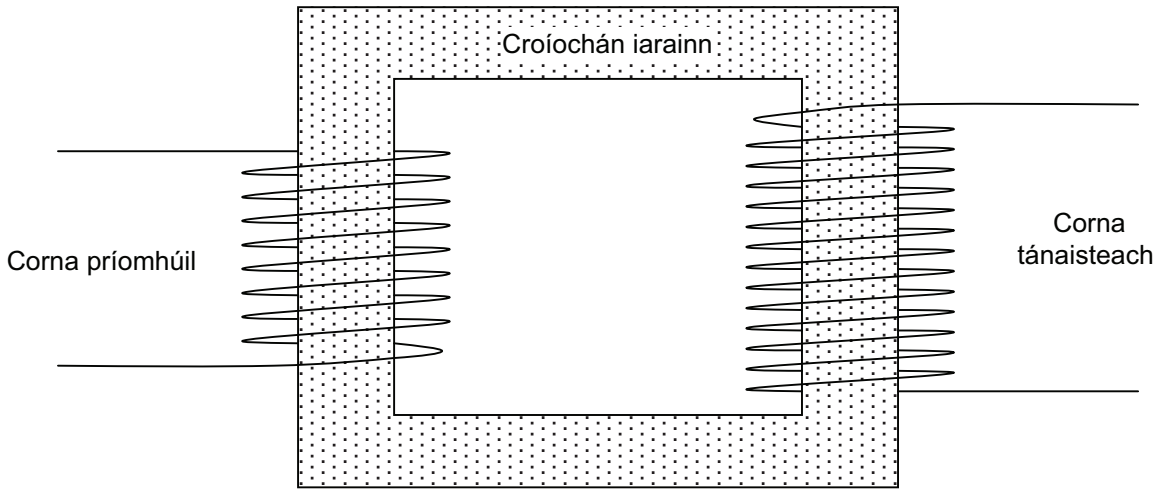 Croíochán iarainn
Corna príomhúil
Corna
tánaisteach